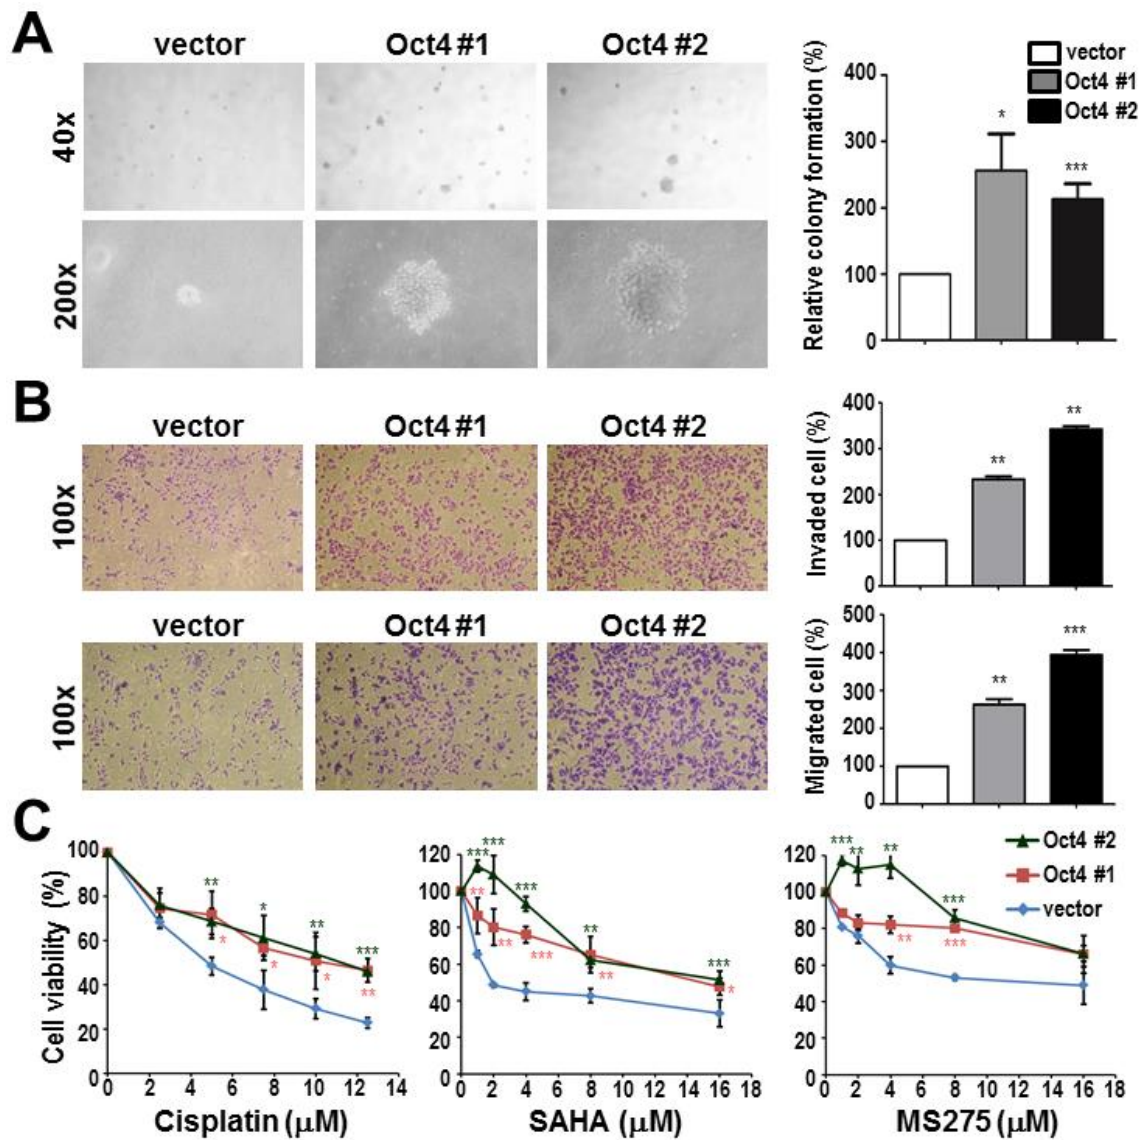 A
vector Oct4 #1 Oct4 #2
40x
200x
Relative colony formation (%)
400
300
200
100
0
*
***
vector
Oct4 #1
Oct4 #2
B
vector Oct4 #1 Oct4 #2
100x
Invaded cell (%)
400
300
200
100
0
**
**
vector Oct4 #1 Oct4 #2
100x
Migrated cell (%)
500
400
300
200
100
0
**
***
C
Cell viability (%)
100
80
60
40
20
0
** * ** ***
* * * **
0 2 4 6 8 10 12 14
Cisplatin (μM)
120
100
80
60
40
20
0
*** *** *** ** ***
** ** *** ** *
0 2 4 6 8 10 12 14 16 18
SAHA (μM)
120
100
80
60
40
20
0
*** ** ** ***
** ***
0 2 4 6 8 10 12 14 16 18
MS275 (μM)
Oct4 #2
Oct4 #1
vector